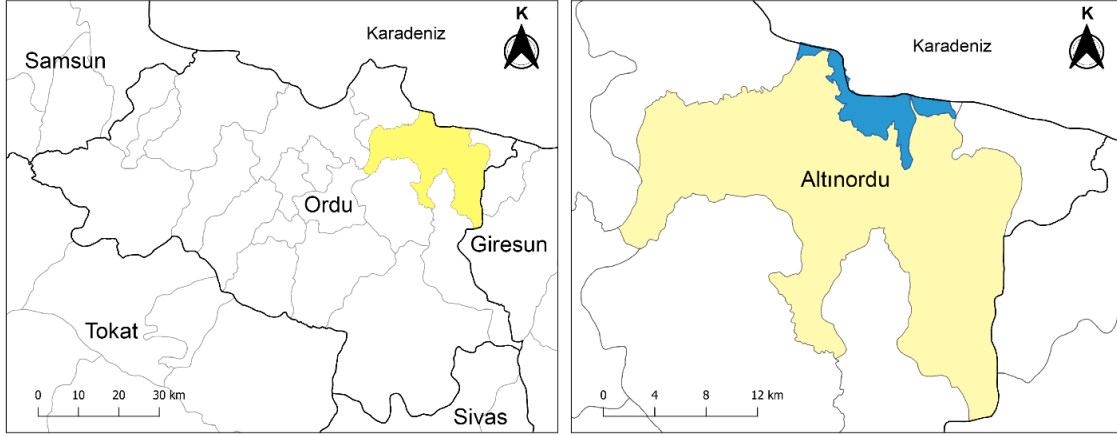 K
Karadeniz
Samsun
Ordu
Giresun
Tokat
Sivas
0 10 20 30 km
K
Karadeniz
Altınordu
0 4 8 12 km